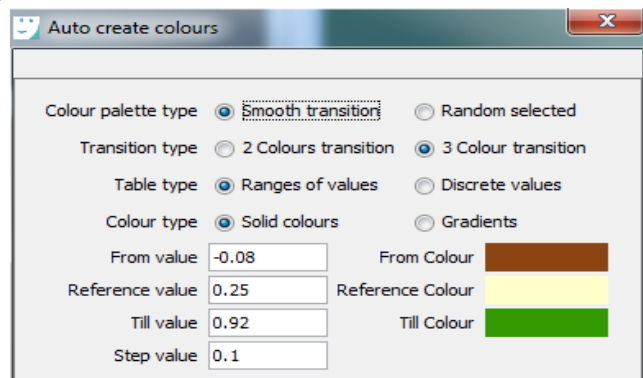 Auto create colours
Colour palette type Smooth transition Random selected
Transition type 2 Colours transition 3 Colour transition
Table type Ranges of values Discrete values
Colour type Solid colours Gradients
From value -0.08 From Colour
Reference value 0.25 Reference Colour
Till value 0.92 Till Colour
Step value 0.1